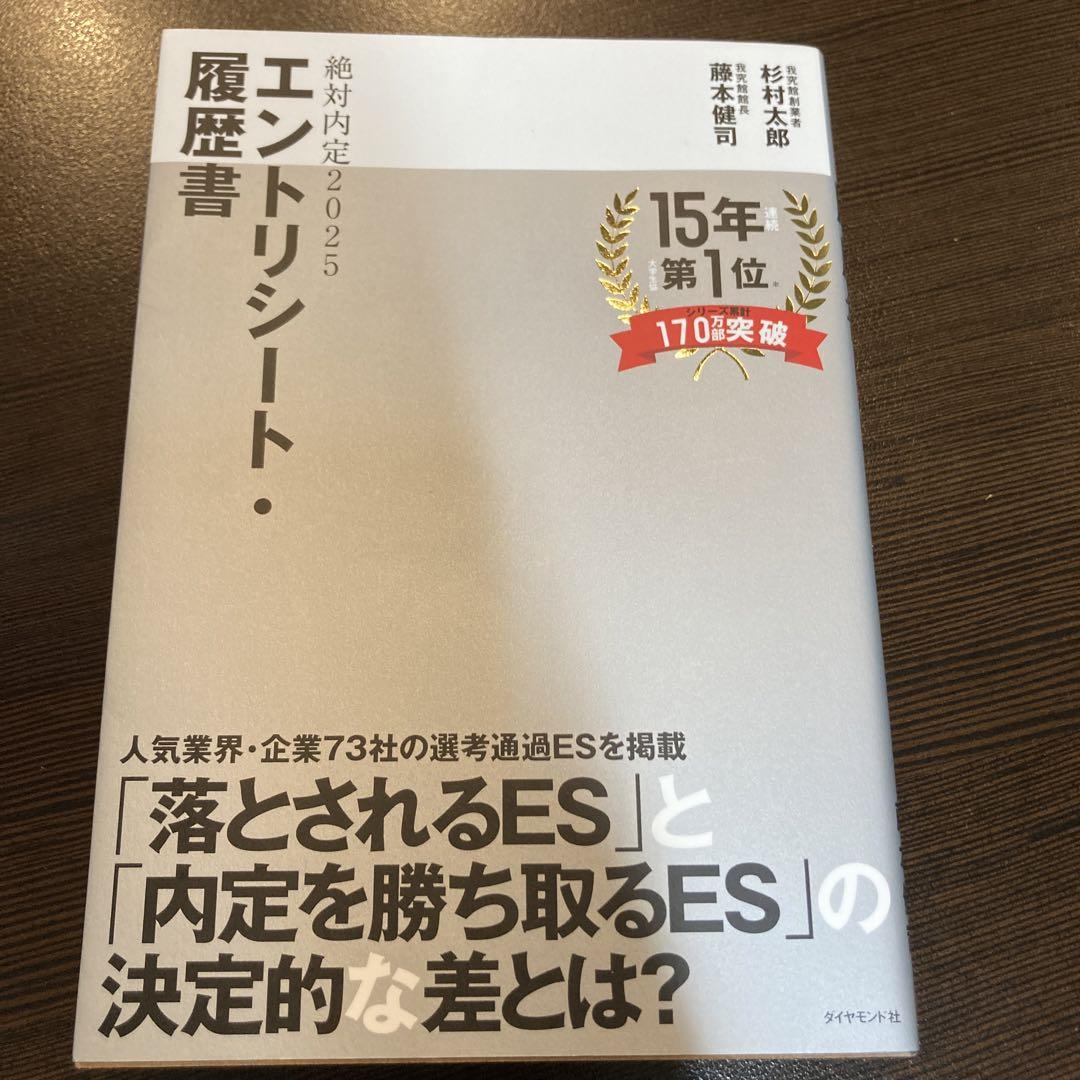 我究館創業者
杉村太郎
我究館館長
藤本健司
絶対内定2025
エントリシート・
履歴書
15年連続
大学生協
第1位※
シリーズ累計
170万部突破
人気業界・企業73社の選考通過ESを掲載
「落とされるES」と
「内定を勝ち取るES」の
決定的な差とは?
ダイヤモンド社